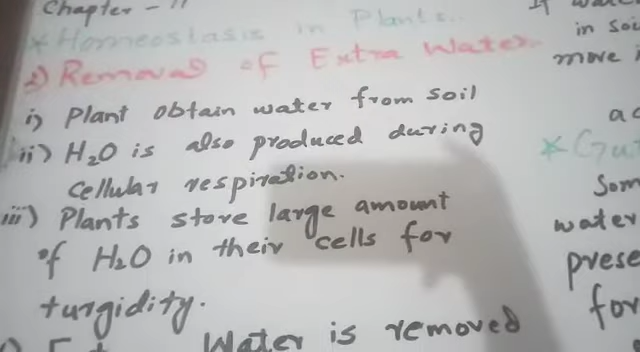 Chapter - 11
* Homeostasis in Plants..
2) Removal of Extra Water
i) Plant obtain water from soil
ii) H2O is also produced during
cellular respiration.
iii) Plants store large amount
of H2O in their cells for
turgidity.
Water is removed
If
in soi
move
ac
*
Som
water
prese
for